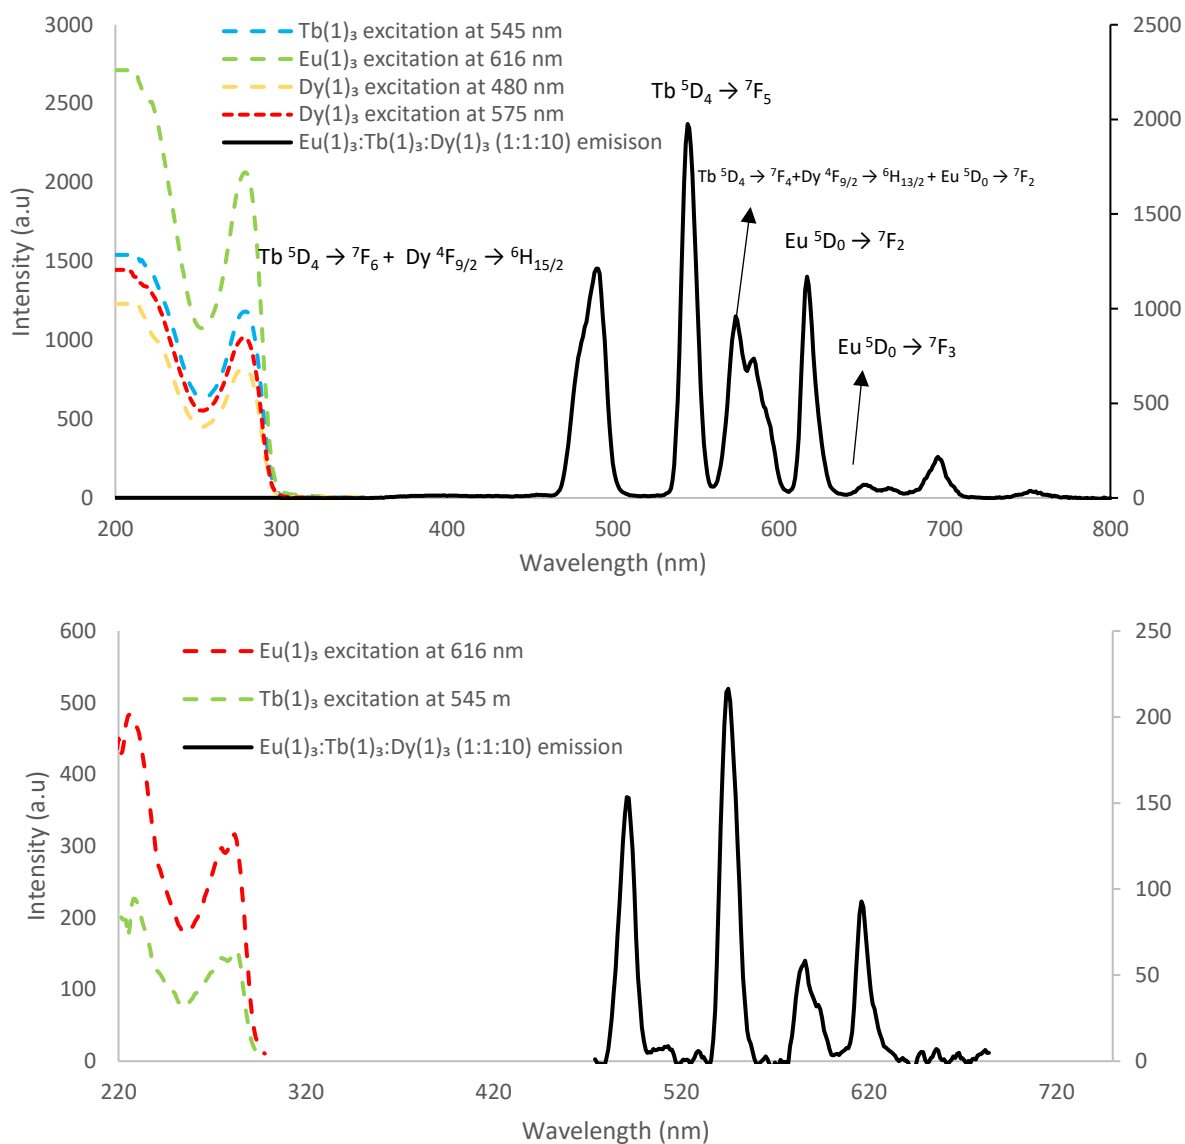 Tb(1)₃ excitation at 545 nm
Eu(1)₃ excitation at 616 nm
Dy(1)₃ excitation at 480 nm
Dy(1)₃ excitation at 575 nm
Eu(1)₃:Tb(1)₃:Dy(1)₃ (1:1:10) emisison
Tb ⁵D₄ → ⁷F₅
Tb ⁵D₄ → ⁷F₄+Dy ⁴F₉/₂ → ⁶H₁₃/₂ + Eu ⁵D₀ → ⁷F₂
Eu ⁵D₀ → ⁷F₂
Tb ⁵D₄ → ⁷F₆ + Dy ⁴F₉/₂ → ⁶H₁₅/₂
Eu ⁵D₀ → ⁷F₃
3000
2500
2000
1500
1000
500
0
Intensity (a.u)
2500
2000
1500
1000
500
0
200 300 400 500 600 700 800
Wavelength (nm)
Eu(1)₃ excitation at 616 nm
Tb(1)₃ excitation at 545 m
Eu(1)₃:Tb(1)₃:Dy(1)₃ (1:1:10) emission
600
500
400
300
200
100
0
Intensity (a.u)
250
200
150
100
50
0
220 320 420 520 620 720
Wavelength (nm)